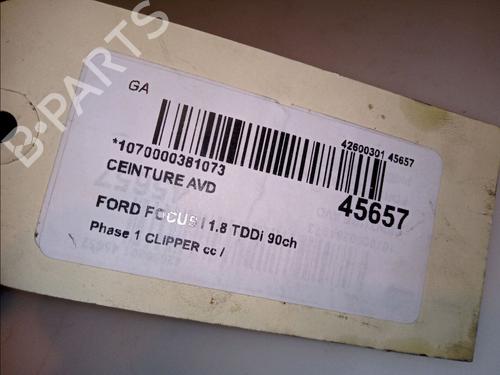 GA
42600301 45657
*1070000381073
CEINTURE AVD
45657
FORD FOCUS I 1.8 TDDi 90ch
Phase 1 CLIPPER cc /
B-PARTS